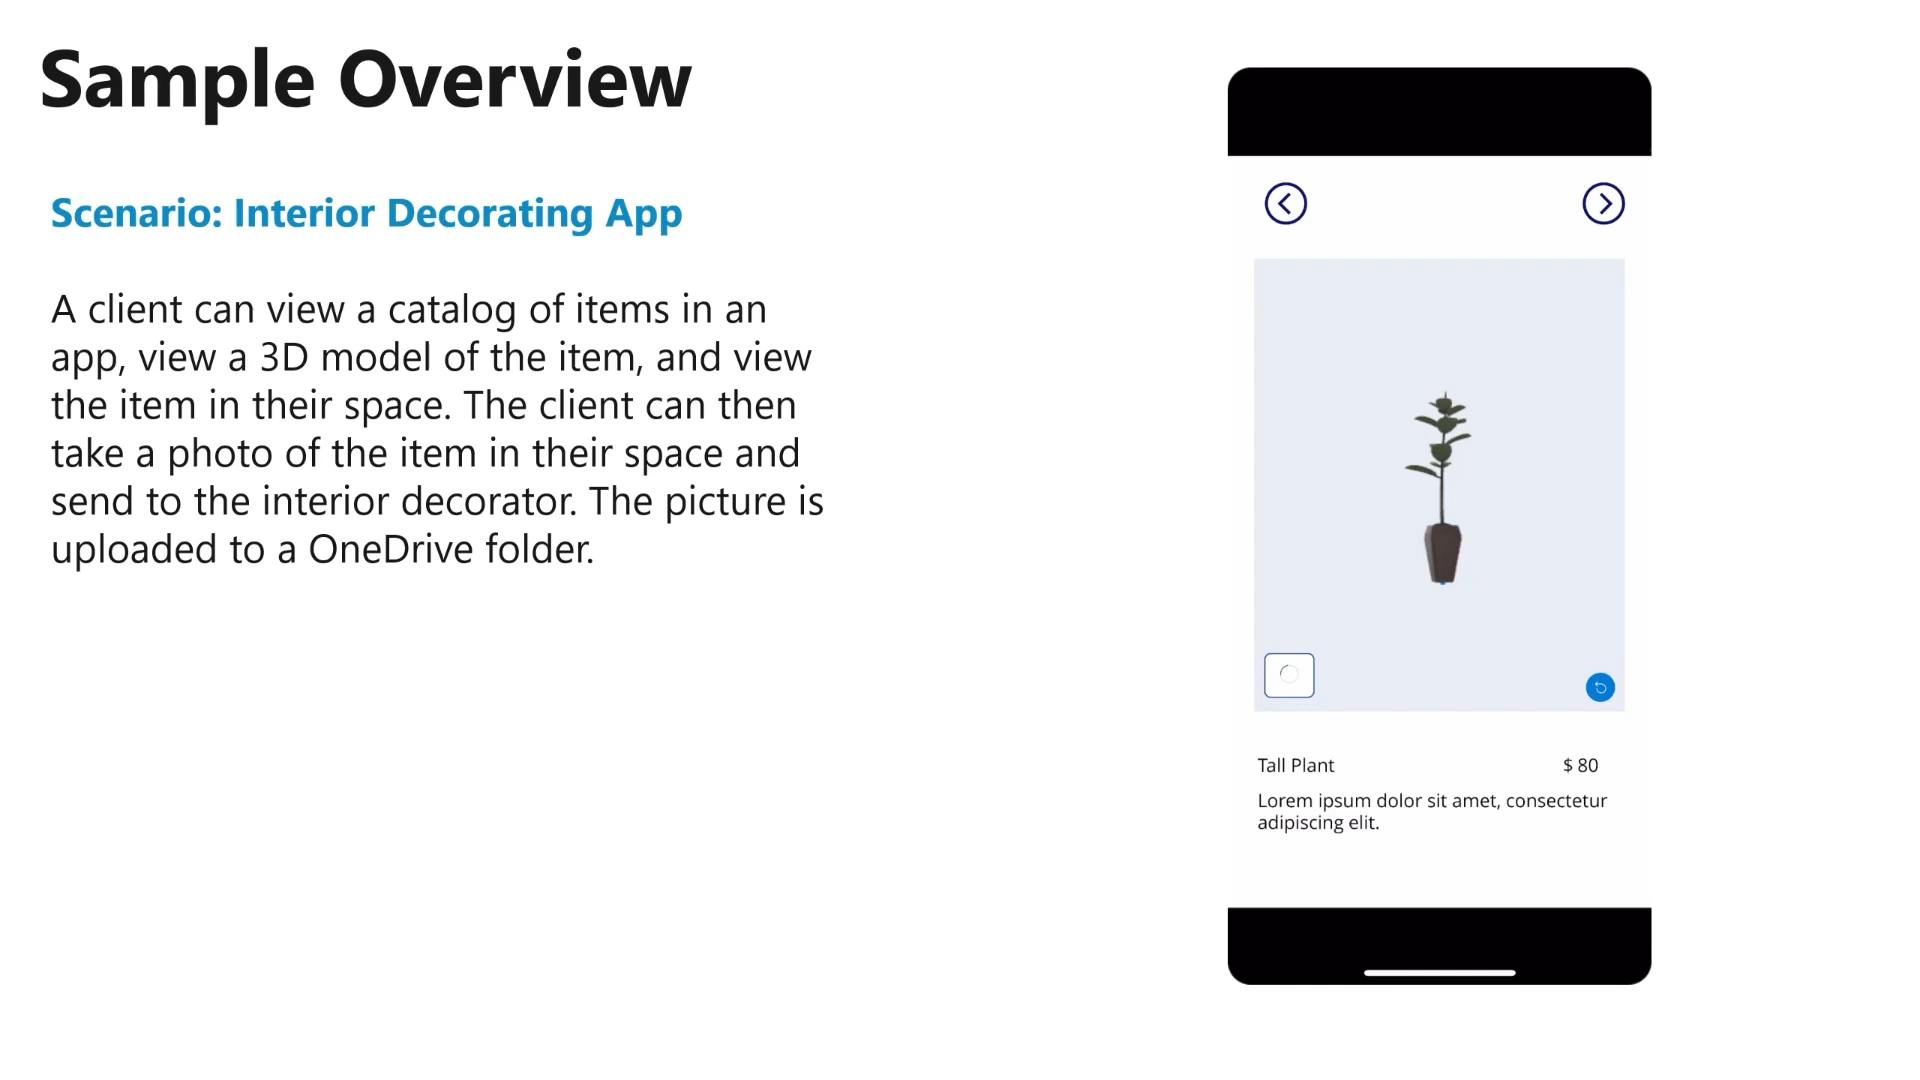 Sample Overview
Scenario: Interior Decorating App
A client can view a catalog of items in an
app, view a 3D model of the item, and view
the item in their space. The client can then
take a photo of the item in their space and
send to the interior decorator. The picture is
uploaded to a OneDrive folder.
Tall Plant $ 80
Lorem ipsum dolor sit amet, consectetur
adipiscing elit.